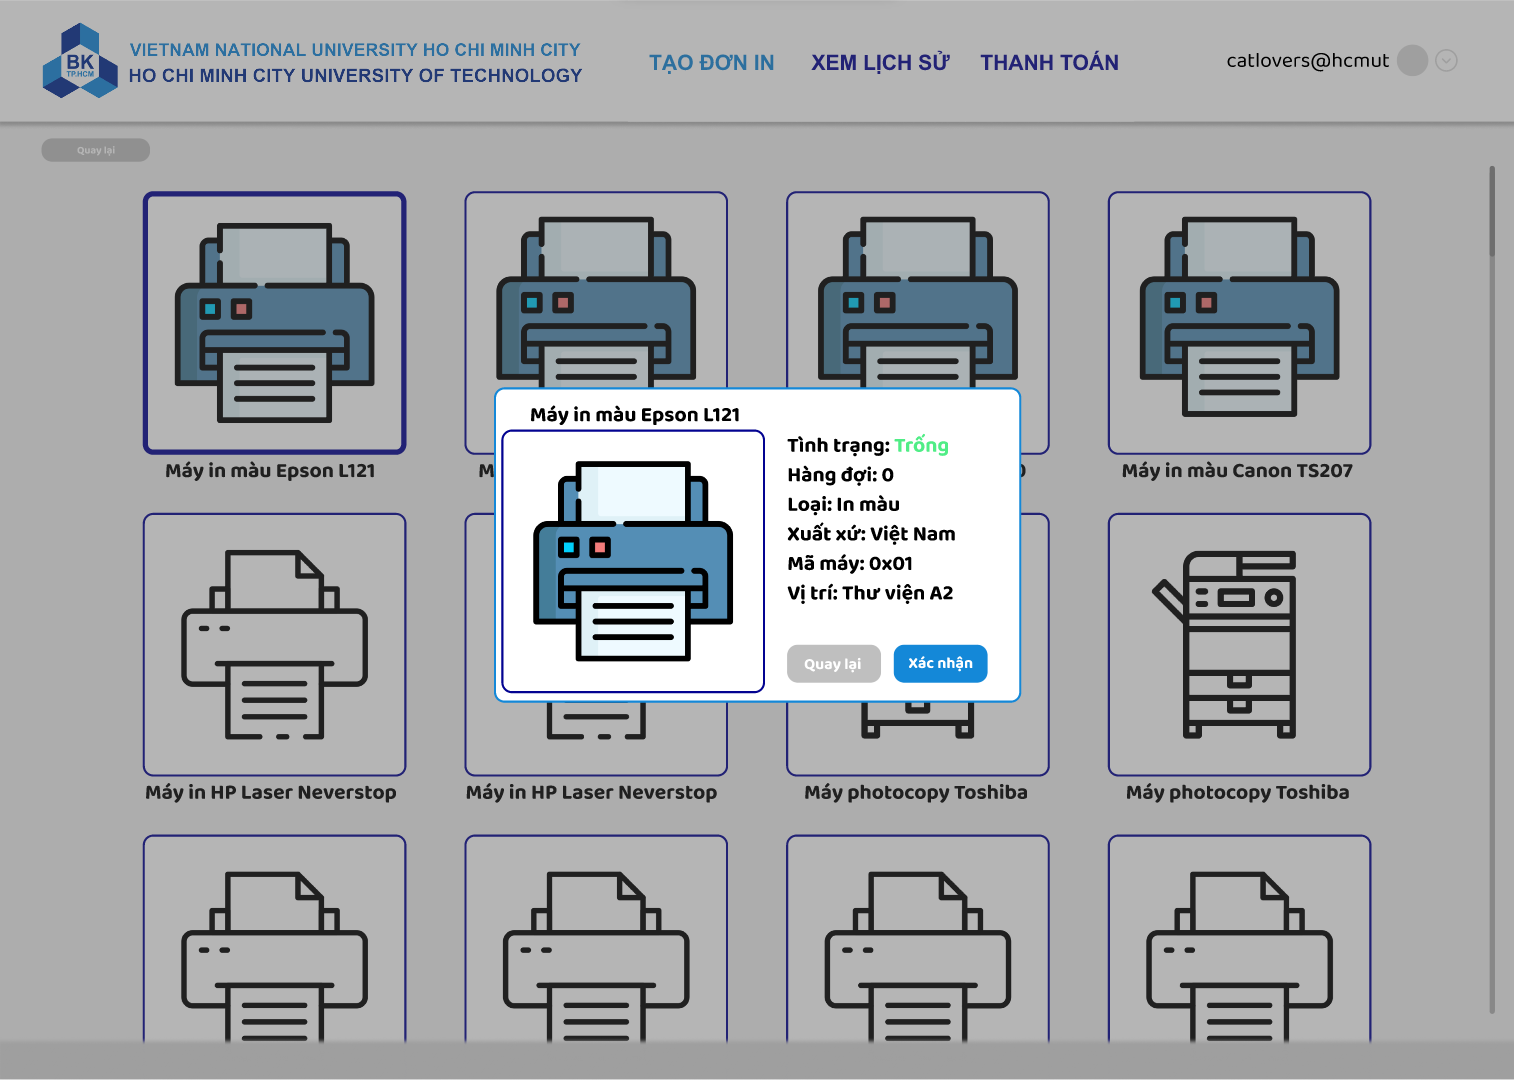 BK
TP.HCM
VIETNAM NATIONAL UNIVERSITY HO CHI MINH CITY
HO CHI MINH CITY UNIVERSITY OF TECHNOLOGY
TẠO ĐƠN IN
XEM LỊCH SỬ
THANH TOÁN
catlovers@hcmut
Quay lại
Máy in màu Epson L121
Tình trạng: Trống
Hàng đợi: 0
Loại: In màu
Xuất xứ: Việt Nam
Mã máy: 0x01
Vị trí: Thư viện A2
Quay lại
Xác nhận
Máy in màu Epson L121
Máy in màu Canon TS207
Máy in HP Laser Neverstop
Máy in HP Laser Neverstop
Máy photocopy Toshiba
Máy photocopy Toshiba